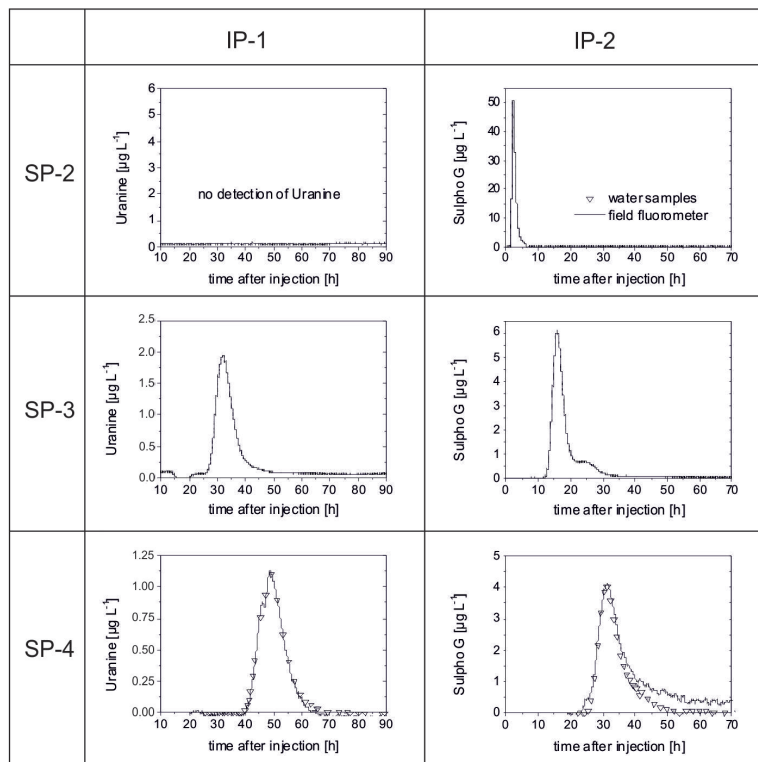 IP-1 IP-2
SP-2
Uranine [µg L⁻¹]
6
5
4
3
2
1
0
no detection of Uranine
10 20 30 40 50 60 70 80 90
time after injection [h]
Sulpho G [µg L⁻¹]
50
40
30
20
10
0
water samples
field fluorometer
0 10 20 30 40 50 60 70
time after injection [h]
SP-3
Uranine [µg L⁻¹]
2.5
2.0
1.5
1.0
0.5
0.0
10 20 30 40 50 60 70 80 90
time after injection [h]
Sulpho G [µg L⁻¹]
6
5
4
3
2
1
0
0 10 20 30 40 50 60 70
time after injection [h]
SP-4
Uranine [µg L⁻¹]
1.25
1.00
0.75
0.50
0.25
0.00
10 20 30 40 50 60 70 80 90
time after injection [h]
Sulpho G [µg L⁻¹]
5
4
3
2
1
0
0 10 20 30 40 50 60 70
time after injection [h]